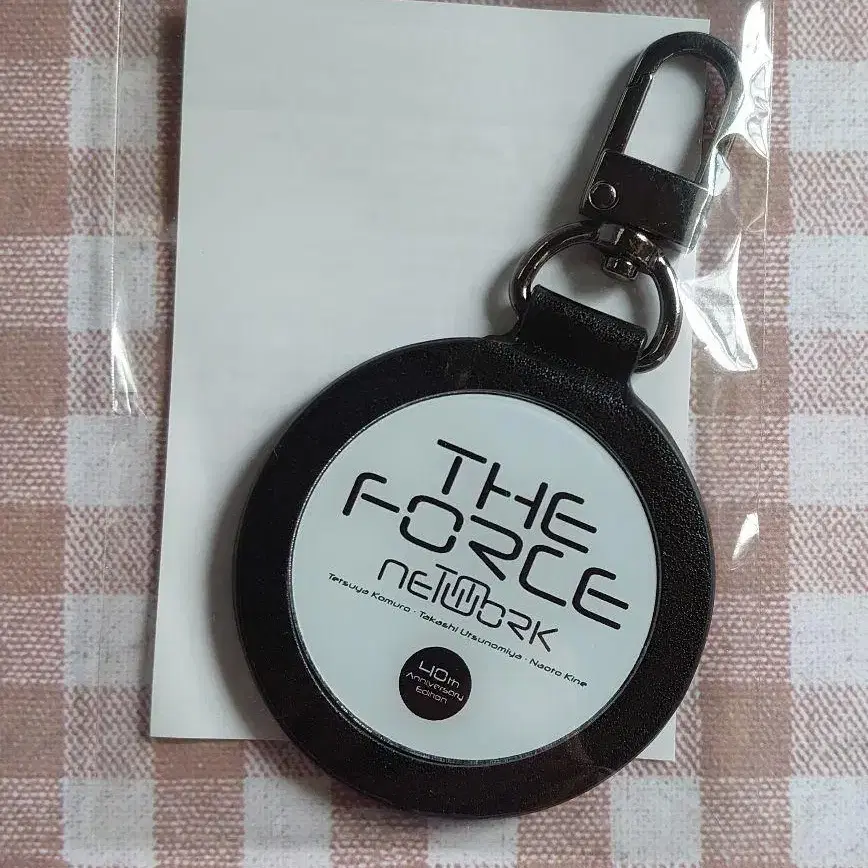 THE
FORCE
NETWORK
Tetsuya Komuro · Takashi Utsunomiya · Naoto Kine
40th
Anniversary
Edition